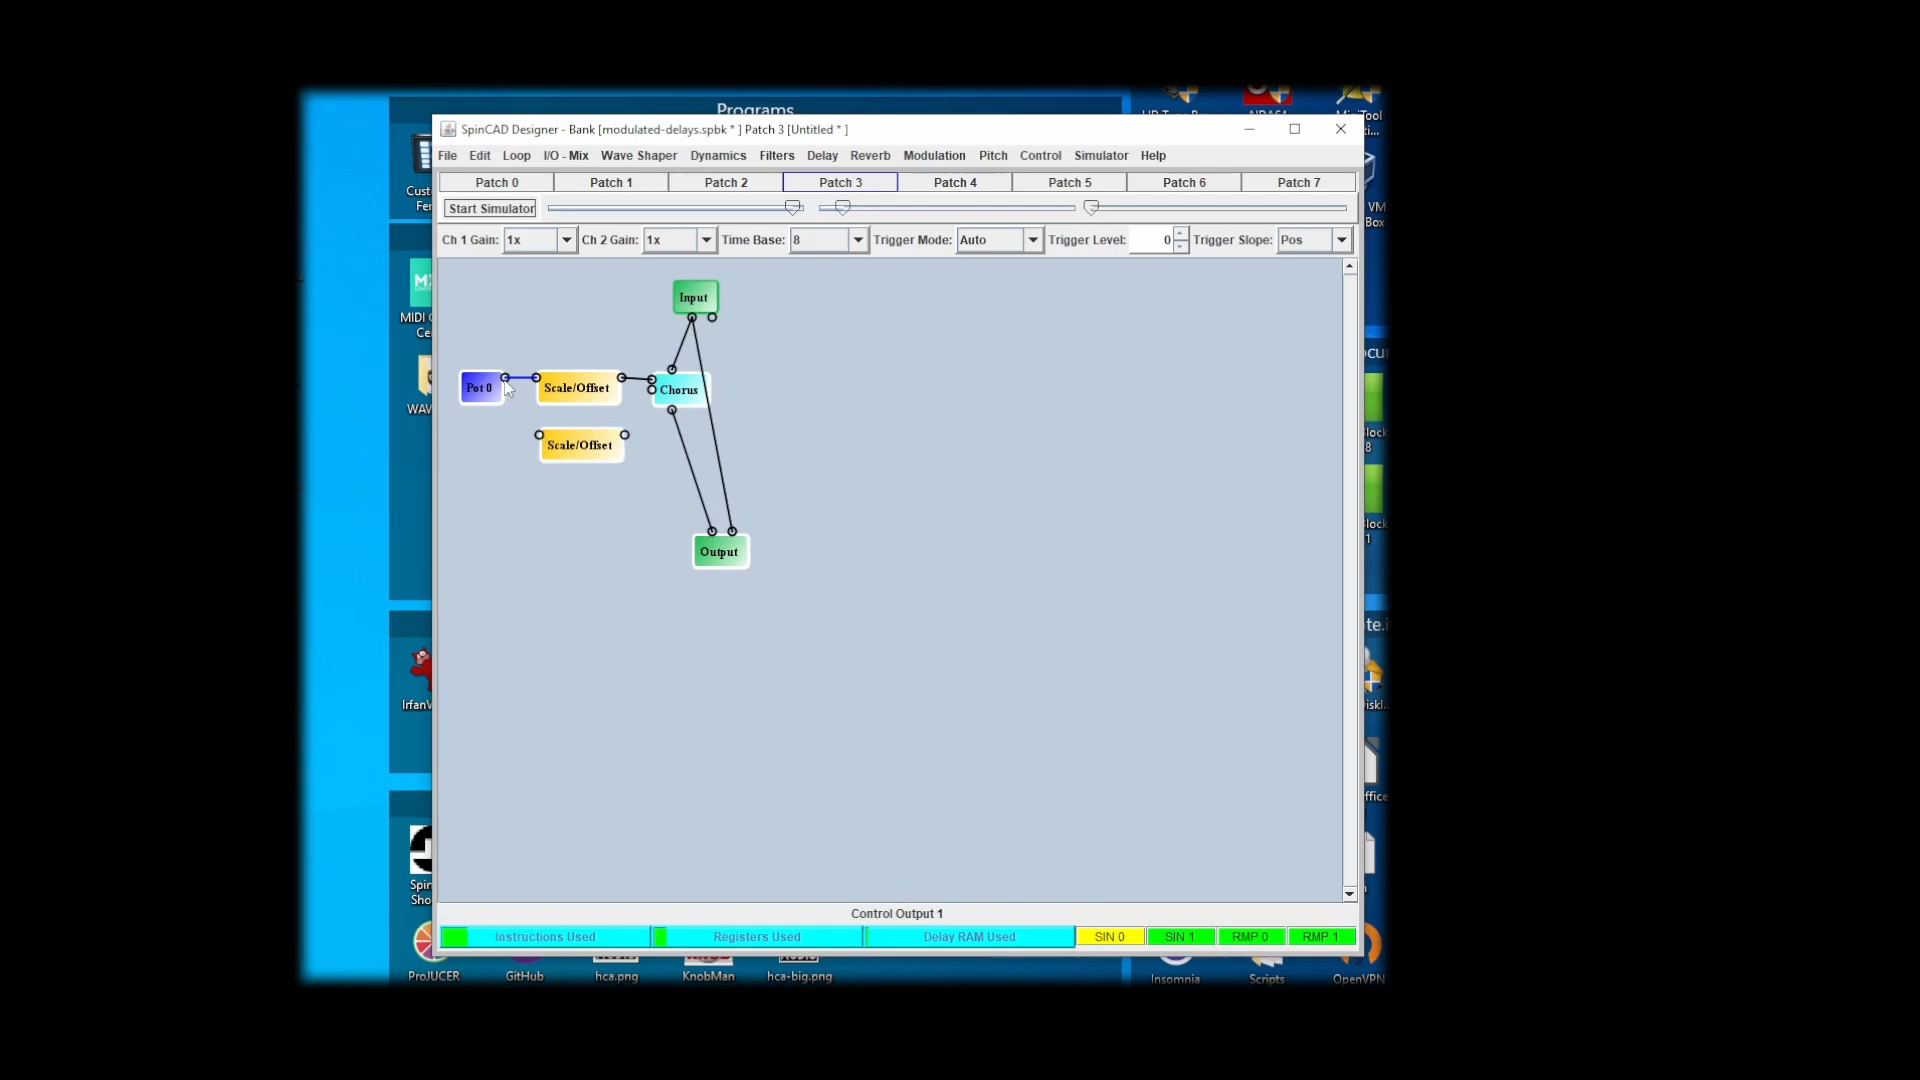 Programs
SpinCAD Designer - Bank [modulated-delays.spbk * ] Patch 3 [Untitled * ]
File Edit Loop I/O - Mix Wave Shaper Dynamics Filters Delay Reverb Modulation Pitch Control Simulator Help
Patch 0 Patch 1 Patch 2 Patch 3 Patch 4 Patch 5 Patch 6 Patch 7
Start Simulator
Ch 1 Gain: 1x Ch 2 Gain: 1x Time Base: 8 Trigger Mode: Auto Trigger Level: 0 Trigger Slope: Pos
Input
Pot 0 Scale/Offset Chorus
Scale/Offset
Output
Control Output 1
Instructions Used Registers Used Delay RAM Used SIN 0 SIN 1 RMP 0 RMP 1
ProJUCER GitHub hca.png KnobMan hca-big.png Insomnia Scripts OpenVPN
VM
Box
MIDI